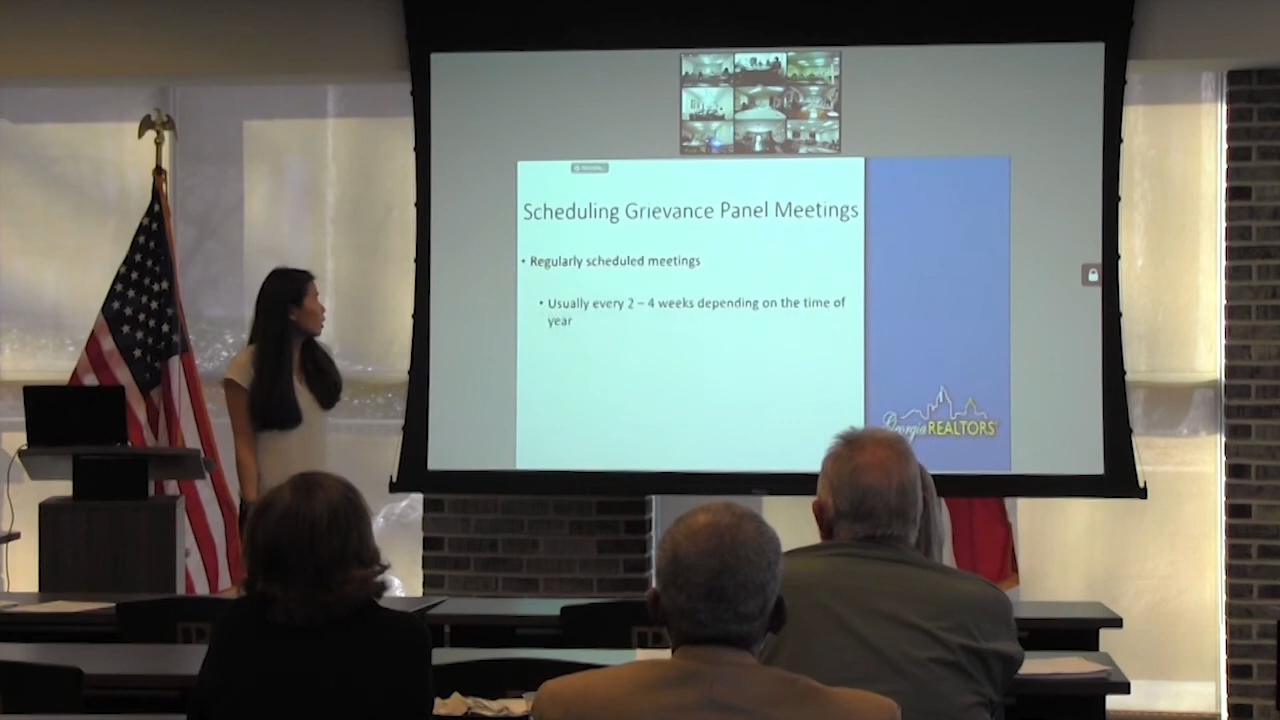 Scheduling Grievance Panel Meetings
• Regularly scheduled meetings
• Usually every 2 – 4 weeks depending on the time of
year
Georgia REALTORS®